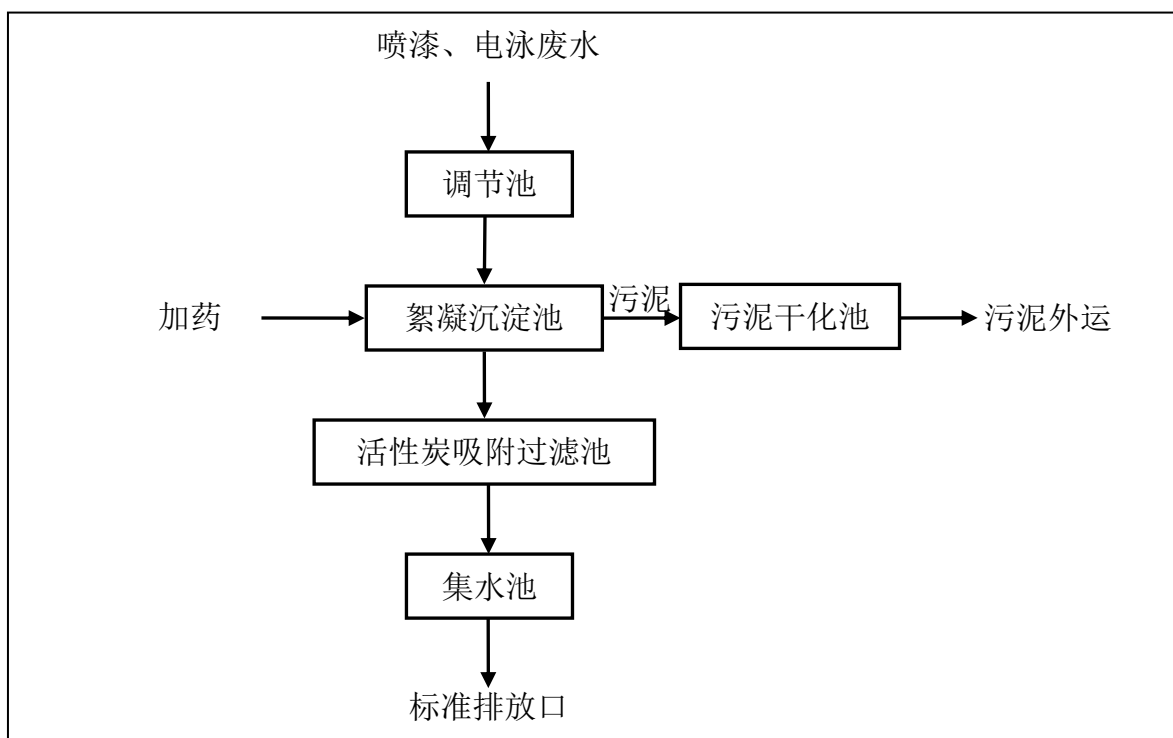 喷漆、电泳废水
调节池
加药
絮凝沉淀池
污泥
污泥干化池
污泥外运
活性炭吸附过滤池
集水池
标准排放口